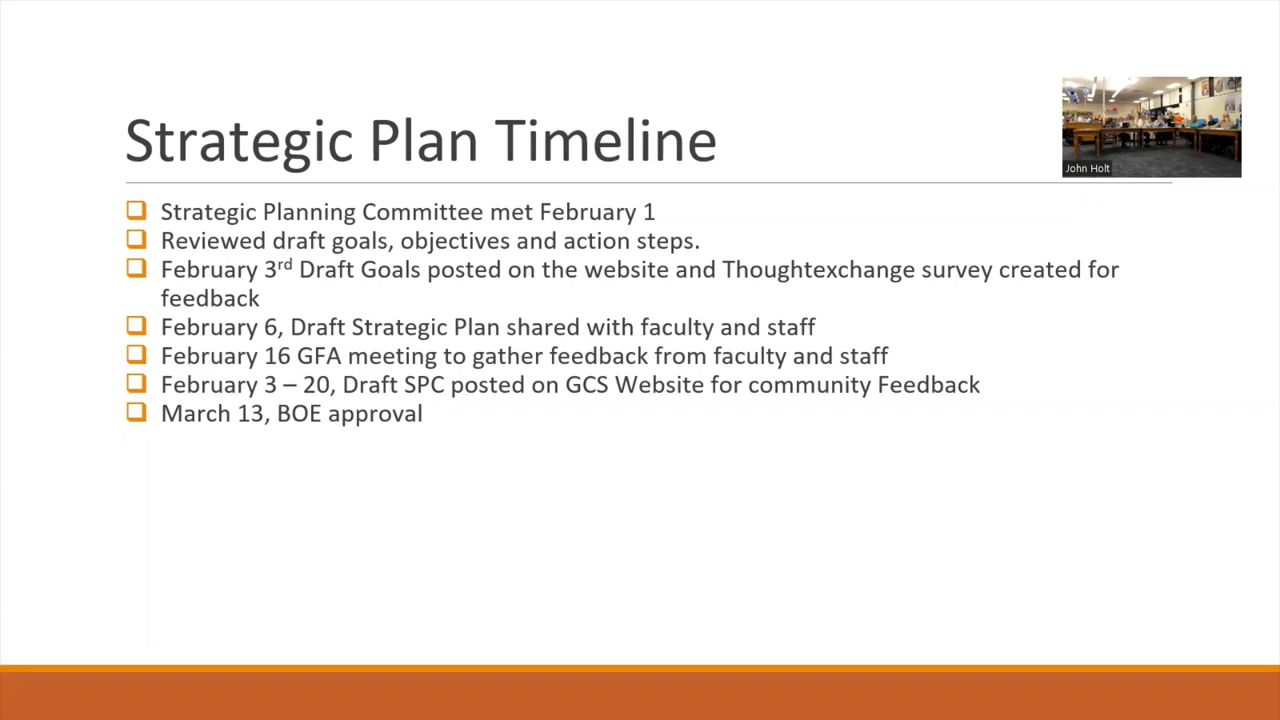 Strategic Plan Timeline
John Holt
Strategic Planning Committee met February 1
Reviewed draft goals, objectives and action steps.
February 3rd Draft Goals posted on the website and Thoughtexchange survey created for
feedback
February 6, Draft Strategic Plan shared with faculty and staff
February 16 GFA meeting to gather feedback from faculty and staff
February 3 – 20, Draft SPC posted on GCS Website for community Feedback
March 13, BOE approval